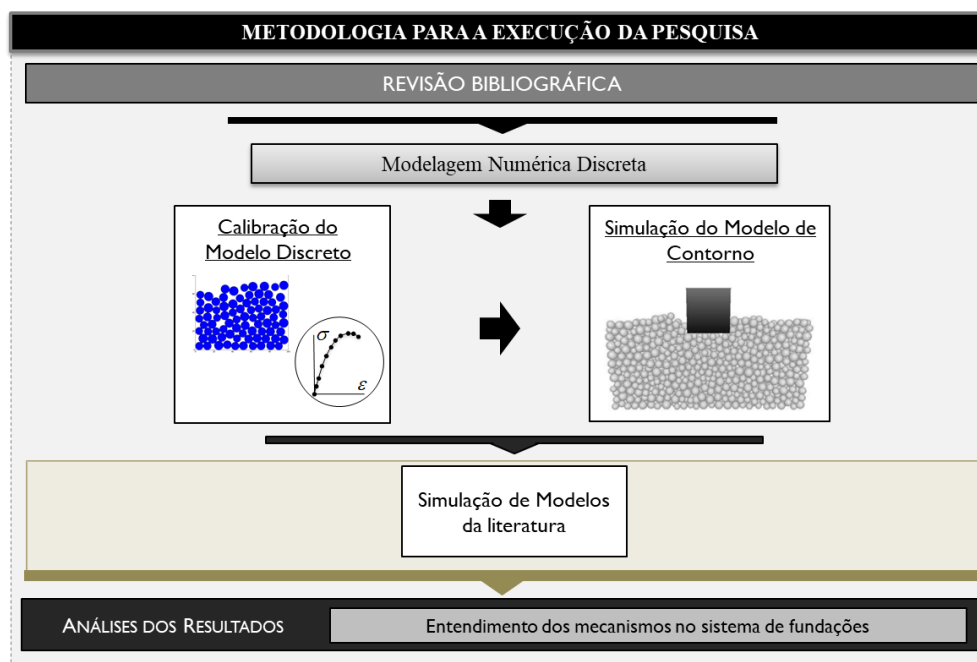 METODOLOGIA PARA A EXECUÇÃO DA PESQUISA
REVISÃO BIBLIOGRÁFICA
Modelagem Numérica Discreta
Calibração do
Modelo Discreto
σ
ε
Simulação do Modelo de
Contorno
Simulação de Modelos
da literatura
ANÁLISES DOS RESULTADOS
Entendimento dos mecanismos no sistema de fundações